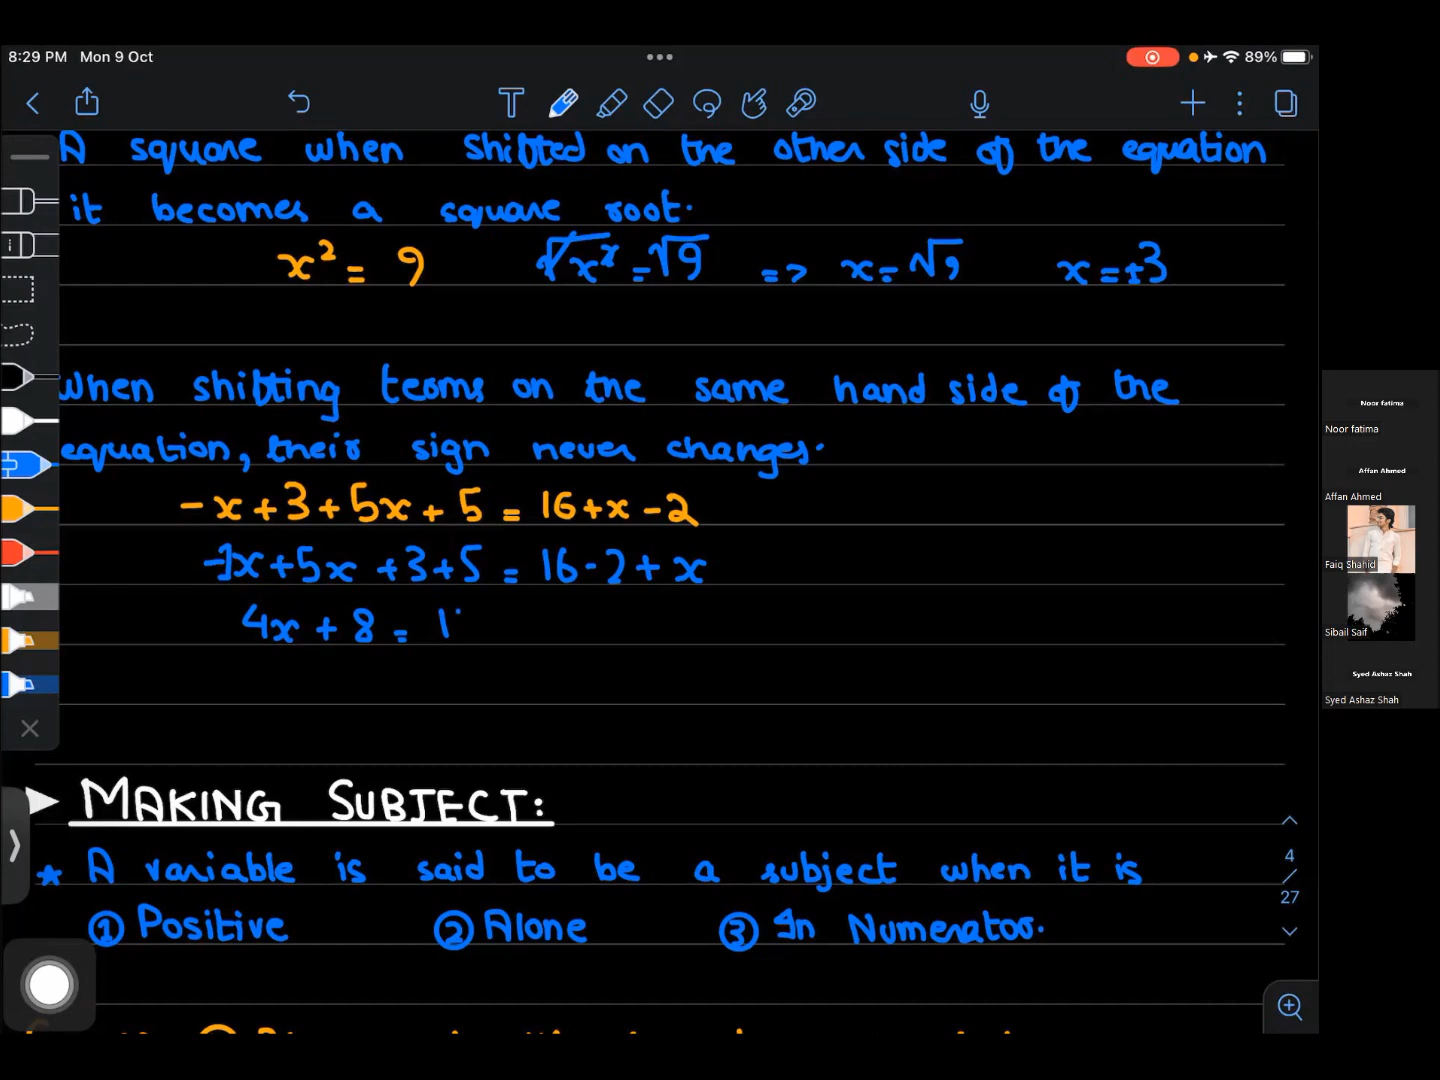 8:29 PM Mon 9 Oct
89%
A square when shifted on the other side of the equation
it becomes a square root.
x² = 9 √x² = √9 => x = √9 x = ±3
When shifting terms on the same hand side of the
equation, their sign never changes.
-x + 3 + 5x + 5 = 16 + x - 2
-1x + 5x + 3 + 5 = 16 - 2 + x
4x + 8 = 1
MAKING SUBJECT:
★ A variable is said to be a subject when it is
① Positive ② Alone ③ In Numerator.
4
/
27
Noor fatima
Noor fatima
Affan Ahmed
Affan Ahmed
Faiq Shahid
Sibail Saif
Syed Ashaz Shah
Syed Ashaz Shah